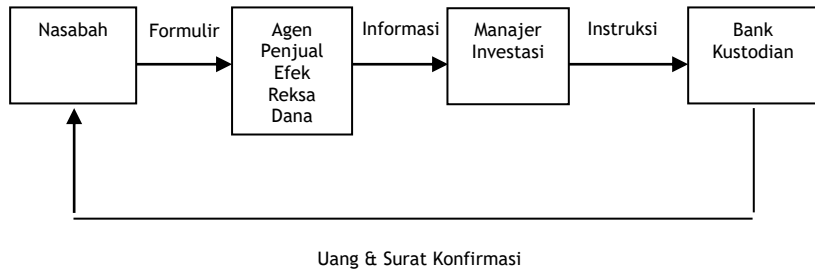 Nasabah
Formulir
Agen
Penjual
Efek
Reksa
Dana
Informasi
Manajer
Investasi
Instruksi
Bank
Kustodian
Uang & Surat Konfirmasi